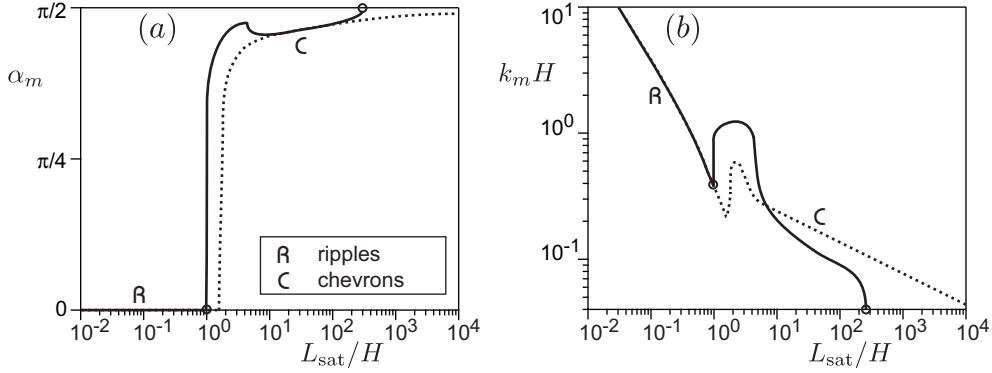 π/2
(a)
α_m
C
π/4
R
R ripples
C chevrons
0
10^-2 10^-1 10^0 10^1 10^2 10^3 10^4
L_sat/H
10^1
(b)
k_m H
R
10^0
C
10^-1
10^-2 10^-1 10^0 10^1 10^2 10^3 10^4
L_sat/H